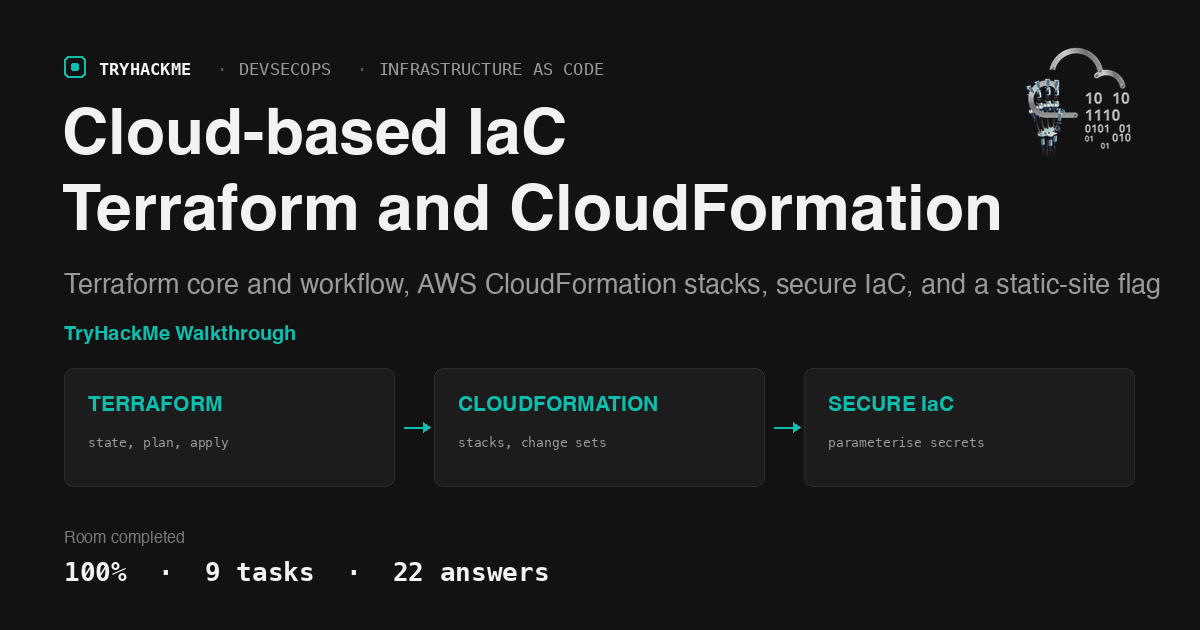 TRYHACKME · DEVSECOPS · INFRASTRUCTURE AS CODE
10 10
1110
0101 01
01 010
01
Cloud-based IaC
Terraform and CloudFormation
Terraform core and workflow, AWS CloudFormation stacks, secure IaC, and a static-site flag
TryHackMe Walkthrough
TERRAFORM
state, plan, apply
CLOUDFORMATION
stacks, change sets
SECURE IaC
parameterise secrets
Room completed
100% · 9 tasks · 22 answers